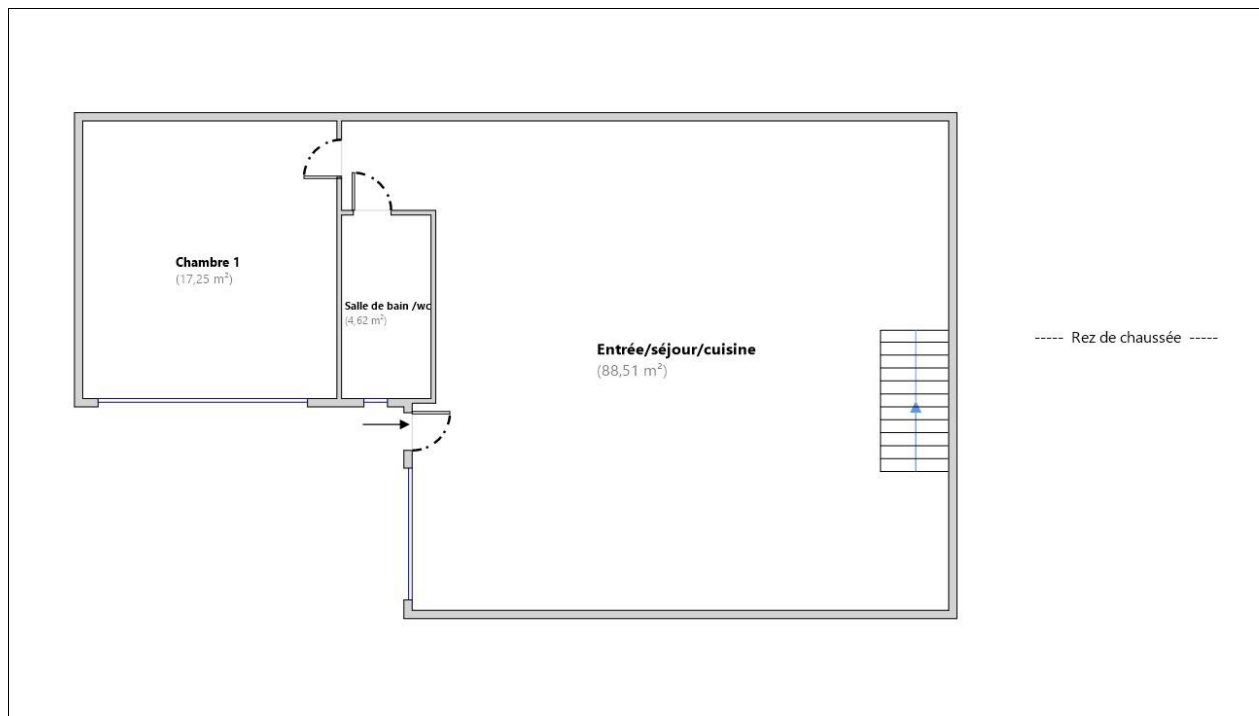 Chambre 1
(17,25 m²)
Salle de bain /wc
(4,62 m²)
Entrée/séjour/cuisine
(88,51 m²)
----- Rez de chaussée -----